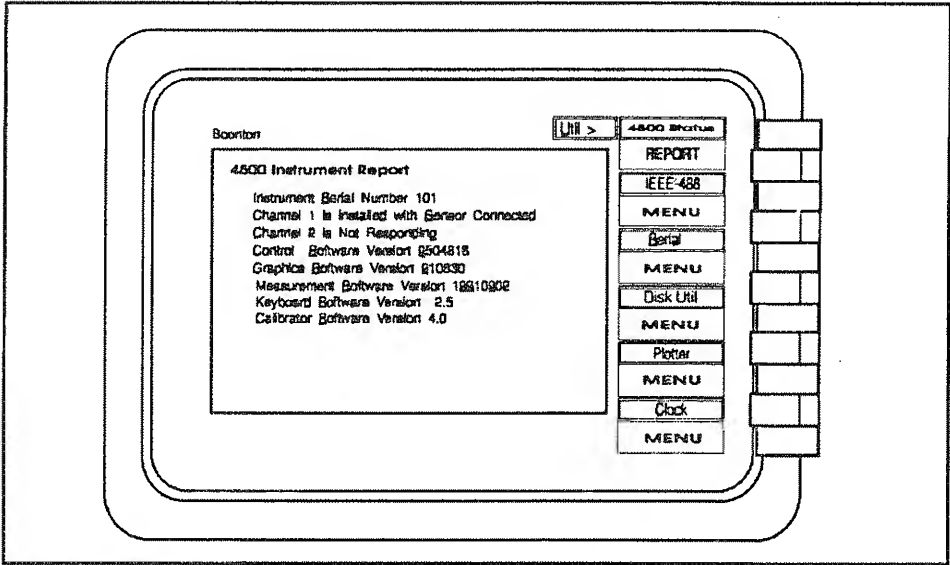 Boonton
Util >
4500 Status
REPORT
IEEE-488
MENU
Serial
MENU
Disk Util
MENU
Plotter
MENU
Clock
MENU
4500 Instrument Report
Instrument Serial Number 101
Channel 1 is Installed with Sensor Connected
Channel 2 is Not Responding
Control Software Version
Graphics Software Version 910830
Measurement Software Version 19910902
Keyboard Software Version 2.5
Calibrator Software Version 4.0